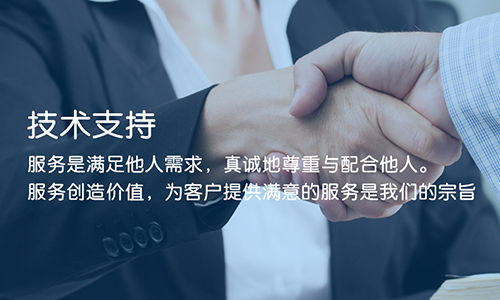 技术支持
服务是满足他人需求，真诚地尊重与配合他人。
服务创造价值，为客户提供满意的服务是我们的宗旨